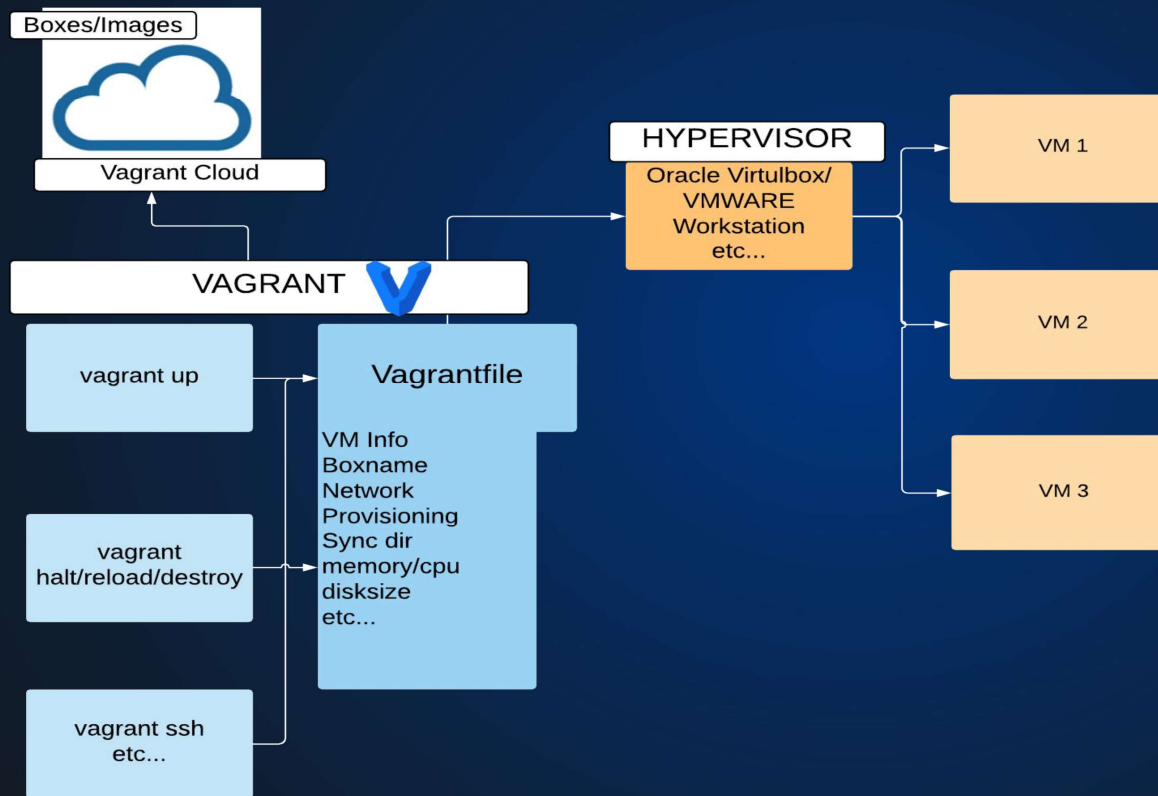 Boxes/Images
Vagrant Cloud
HYPERVISOR
Oracle Virtulbox/
VMWARE
Workstation
etc...
VM 1
VM 2
VM 3
VAGRANT
vagrant up
vagrant
halt/reload/destroy
vagrant ssh
etc...
Vagrantfile
VM Info
Boxname
Network
Provisioning
Sync dir
memory/cpu
disksize
etc...